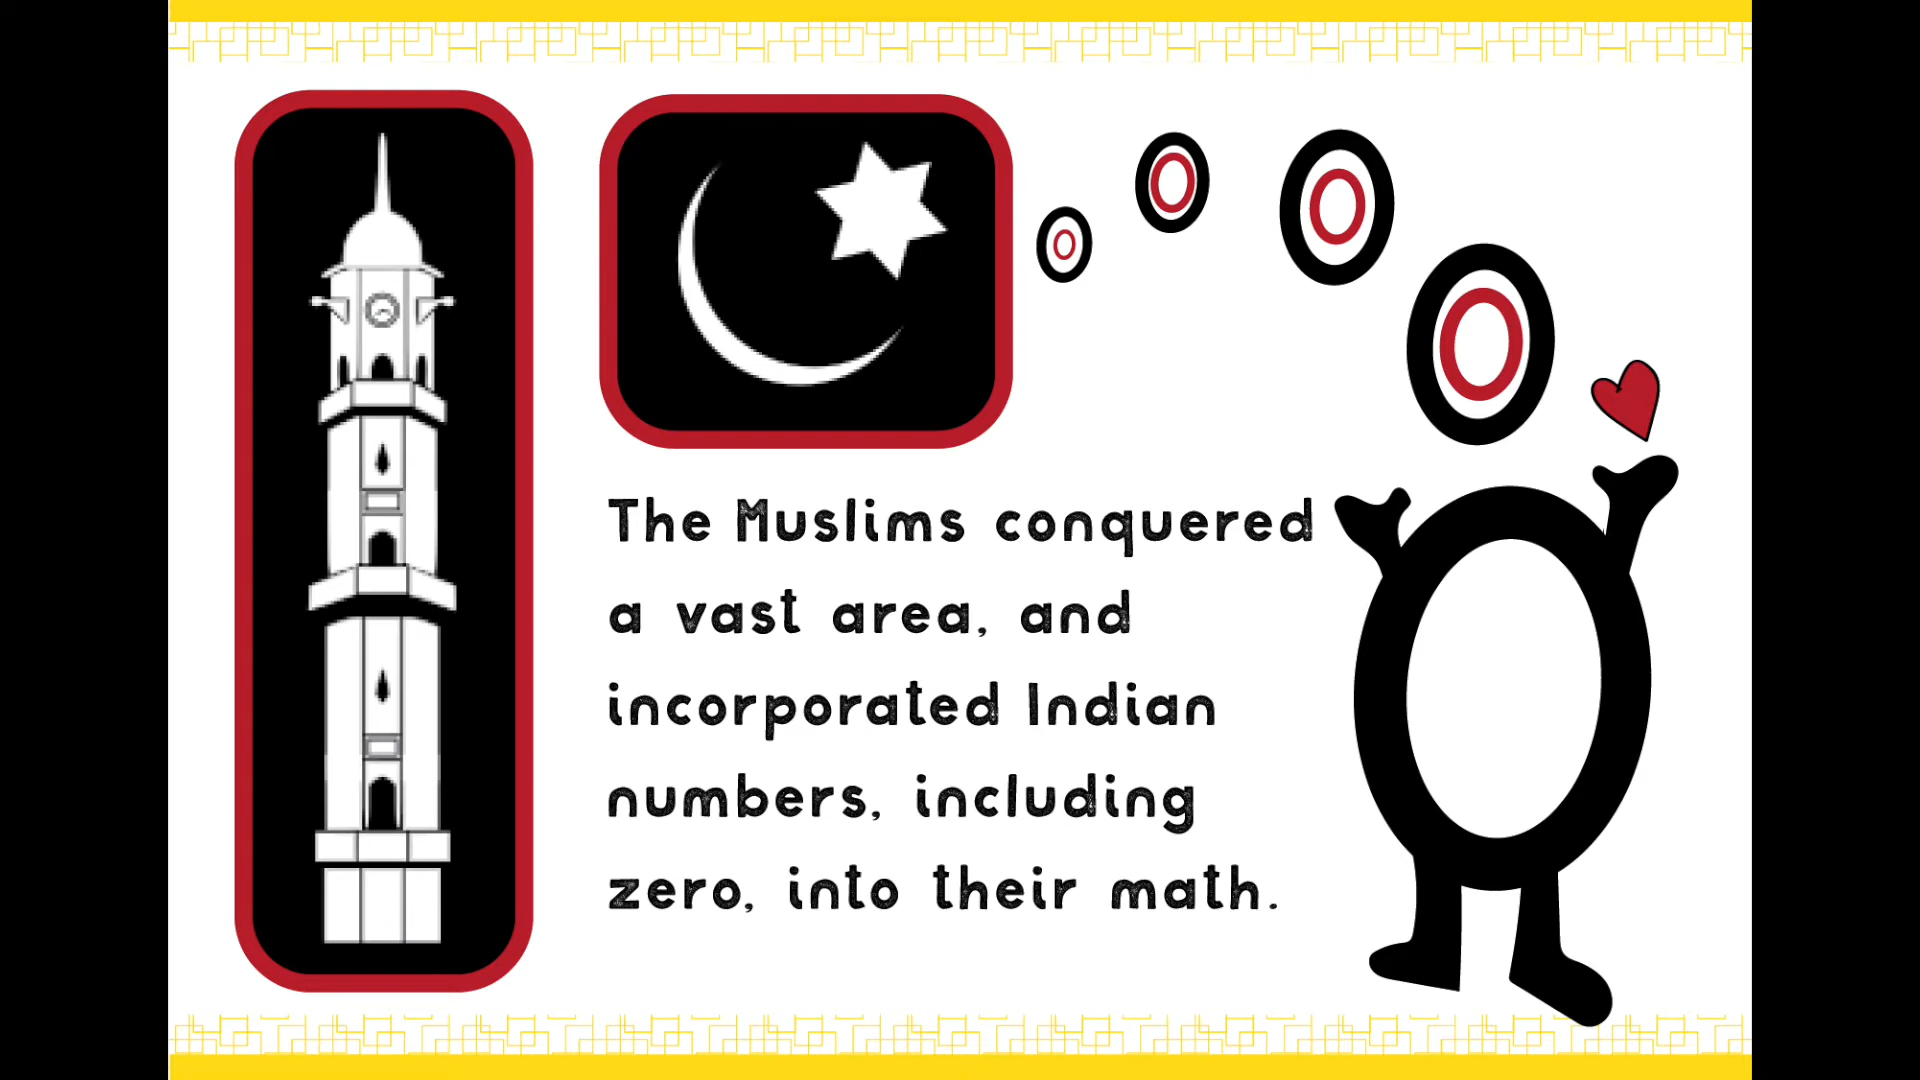 The Muslims conquered
a vast area, and
incorporated Indian
numbers, including
zero, into their math.